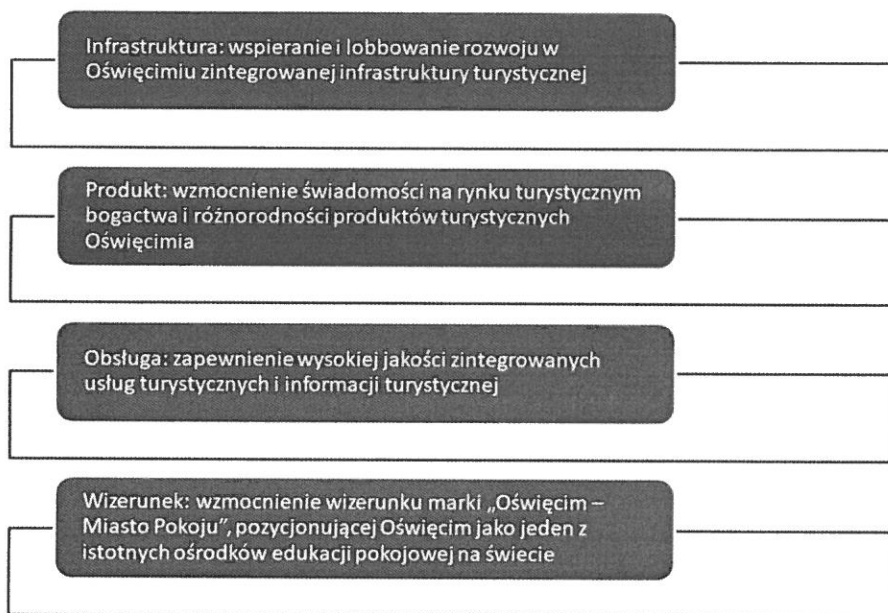 Infrastruktura: wspieranie i lobbowanie rozwoju w
Oświęcimiu zintegrowanej infrastruktury turystycznej
Produkt: wzmocnienie świadomości na rynku turystycznym
bogactwa i różnorodności produktów turystycznych
Oświęcimia
Obsługa: zapewnienie wysokiej jakości zintegrowanych
usług turystycznych i informacji turystycznej
Wizerunek: wzmocnienie wizerunku marki „Oświęcim –
Miasto Pokoju”, pozycjonującej Oświęcim jako jeden z
istotnych ośrodków edukacji pokojowej na świecie